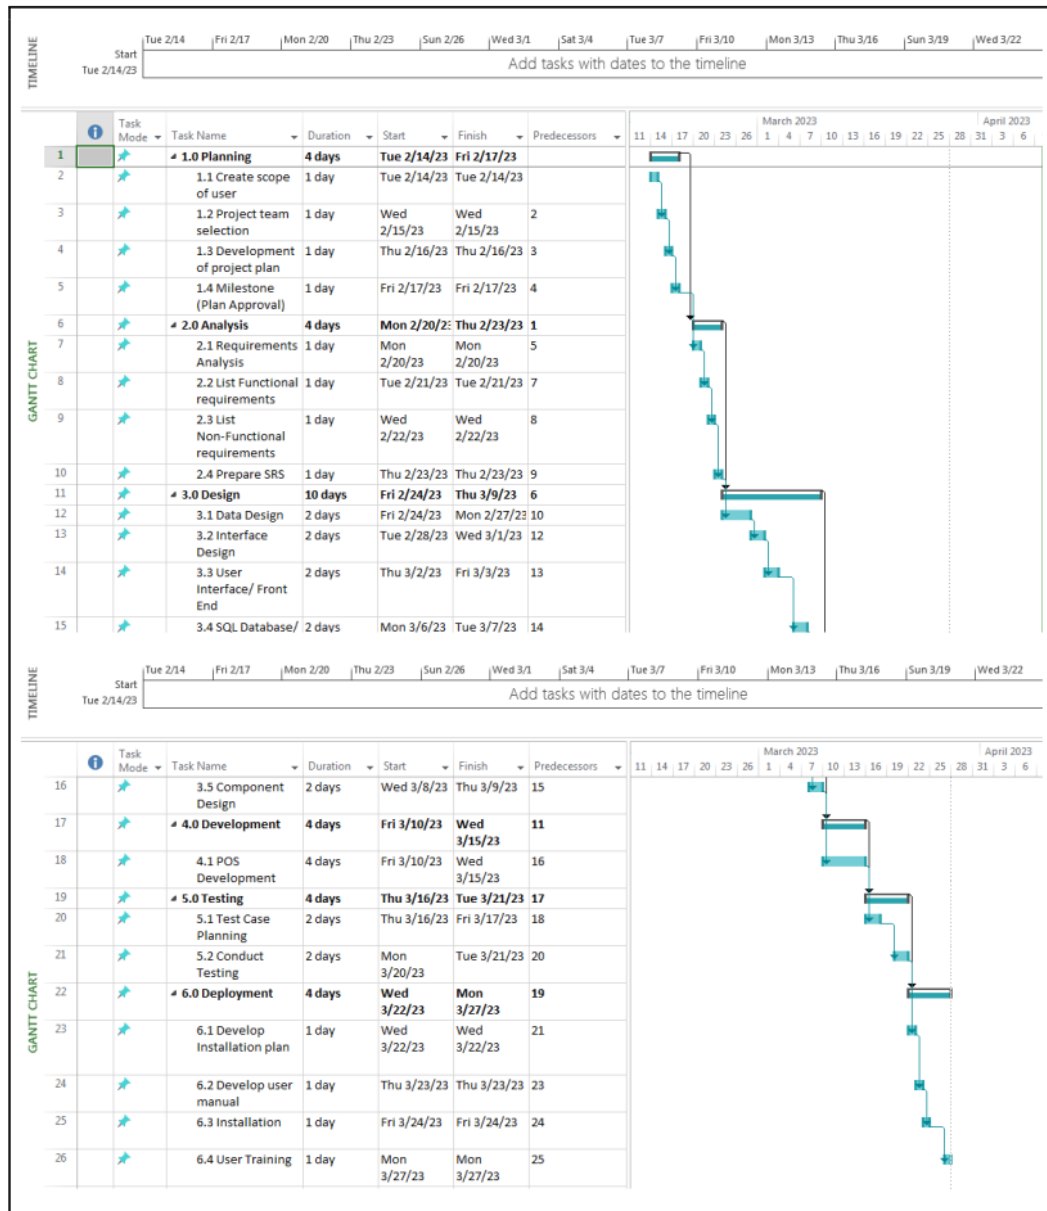 TIMELINE
Tue 2/14 Fri 2/17 Mon 2/20 Thu 2/23 Sun 2/26 Wed 3/1 Sat 3/4 Tue 3/7 Fri 3/10 Mon 3/13 Thu 3/16 Sun 3/19 Wed 3/22
Start
Tue 2/14/23
Add tasks with dates to the timeline
GANTT CHART
Task Mode Task Name Duration Start Finish Predecessors
March 2023 April 2023
11 14 17 20 23 26 1 4 7 10 13 16 19 22 25 28 31 3 6
1 1.0 Planning 4 days Tue 2/14/23 Fri 2/17/23
2 1.1 Create scope 1 day Tue 2/14/23 Tue 2/14/23
of user
3 1.2 Project team 1 day Wed Wed 2
selection 2/15/23 2/15/23
4 1.3 Development 1 day Thu 2/16/23 Thu 2/16/23 3
of project plan
5 1.4 Milestone 1 day Fri 2/17/23 Fri 2/17/23 4
(Plan Approval)
6 2.0 Analysis 4 days Mon 2/20/23 Thu 2/23/23 1
7 2.1 Requirements 1 day Mon Mon 5
Analysis 2/20/23 2/20/23
8 2.2 List Functional 1 day Tue 2/21/23 Tue 2/21/23 7
requirements
9 2.3 List 1 day Wed Wed 8
Non-Functional 2/22/23 2/22/23
requirements
10 2.4 Prepare SRS 1 day Thu 2/23/23 Thu 2/23/23 9
11 3.0 Design 10 days Fri 2/24/23 Thu 3/9/23 6
12 3.1 Data Design 2 days Fri 2/24/23 Mon 2/27/23 10
13 3.2 Interface 2 days Tue 2/28/23 Wed 3/1/23 12
Design
14 3.3 User 2 days Thu 3/2/23 Fri 3/3/23 13
Interface/ Front
End
15 3.4 SQL Database/ 2 days Mon 3/6/23 Tue 3/7/23 14
TIMELINE
Tue 2/14 Fri 2/17 Mon 2/20 Thu 2/23 Sun 2/26 Wed 3/1 Sat 3/4 Tue 3/7 Fri 3/10 Mon 3/13 Thu 3/16 Sun 3/19 Wed 3/22
Start
Tue 2/14/23
Add tasks with dates to the timeline
GANTT CHART
Task Mode Task Name Duration Start Finish Predecessors
March 2023 April 2023
11 14 17 20 23 26 1 4 7 10 13 16 19 22 25 28 31 3 6
16 3.5 Component 2 days Wed 3/8/23 Thu 3/9/23 15
Design
17 4.0 Development 4 days Fri 3/10/23 Wed 11
3/15/23
18 4.1 POS 4 days Fri 3/10/23 Wed 16
Development 3/15/23
19 5.0 Testing 4 days Thu 3/16/23 Tue 3/21/23 17
20 5.1 Test Case 2 days Thu 3/16/23 Fri 3/17/23 18
Planning
21 5.2 Conduct 2 days Mon Tue 3/21/23 20
Testing 3/20/23
22 6.0 Deployment 4 days Wed Mon 19
3/22/23 3/27/23
23 6.1 Develop 1 day Wed Wed 21
Installation plan 3/22/23 3/22/23
24 6.2 Develop user 1 day Thu 3/23/23 Thu 3/23/23 23
manual
25 6.3 Installation 1 day Fri 3/24/23 Fri 3/24/23 24
26 6.4 User Training 1 day Mon Mon 25
3/27/23 3/27/23